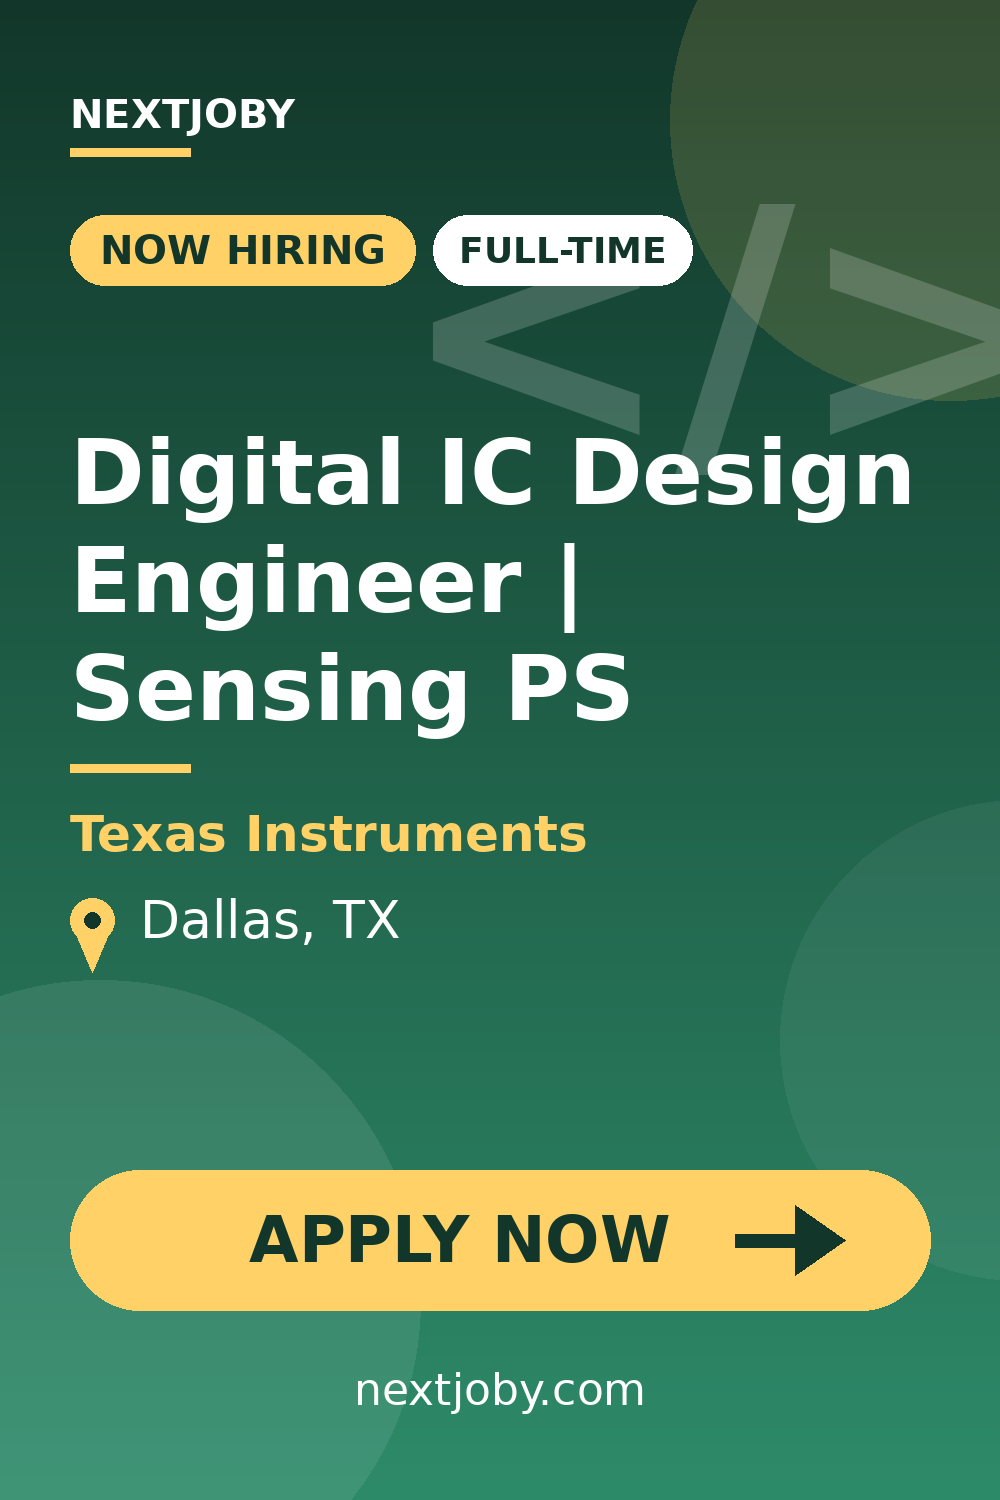 NEXTJOBY
NOW HIRING
FULL-TIME
</>
Digital IC Design
Engineer |
Sensing PS
Texas Instruments
Dallas, TX
APPLY NOW
nextjoby.com